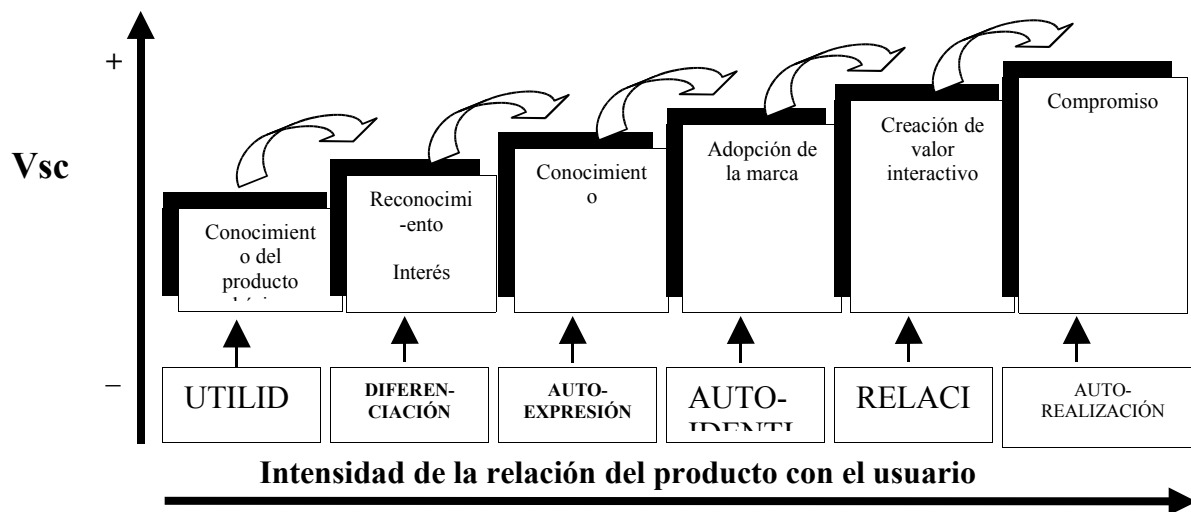 +
Vsc
–
Conocimient
o del
producto
Reconocimi
-ento
Interés
Conocimient
o
Adopción de
la marca
Creación de
valor
interactivo
Compromiso
UTILID
DIFEREN-
CIACIÓN
AUTO-
EXPRESIÓN
AUTO-
IDENTI
RELACI
AUTO-
REALIZACIÓN
Intensidad de la relación del producto con el usuario